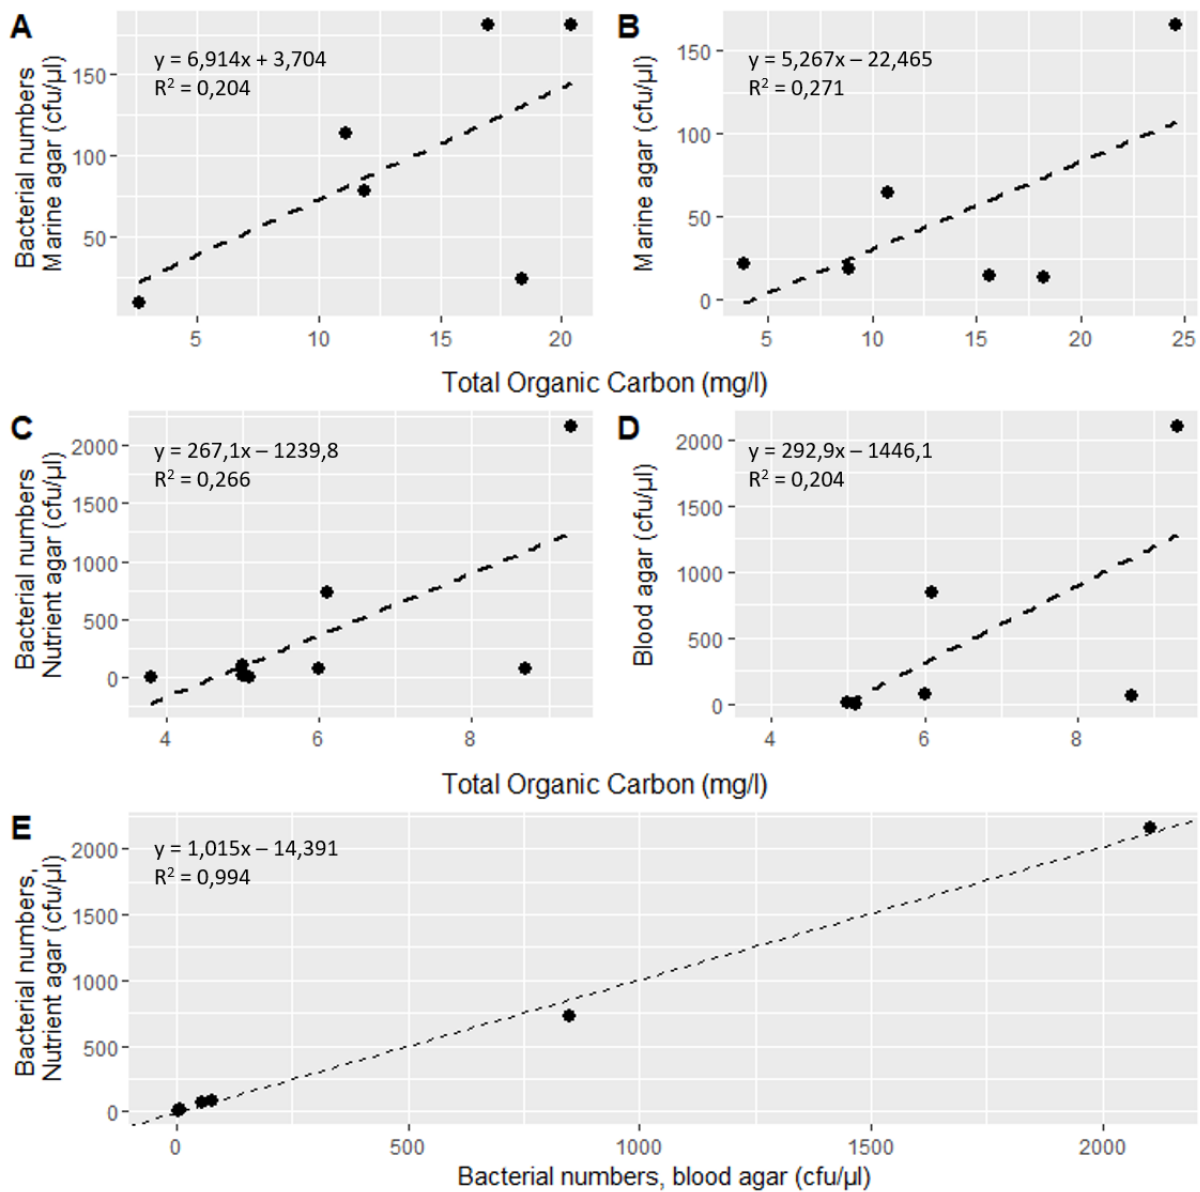 A
y = 6,914x + 3,704
R² = 0,204
Bacterial numbers
Marine agar (cfu/µl)
150
100
50
5
10
15
20
B
y = 5,267x – 22,465
R² = 0,271
Marine agar (cfu/µl)
150
100
50
0
5
10
15
20
25
Total Organic Carbon (mg/l)
C
y = 267,1x – 1239,8
R² = 0,266
Bacterial numbers
Nutrient agar (cfu/µl)
2000
1500
1000
500
0
4
6
8
D
y = 292,9x – 1446,1
R² = 0,204
Blood agar (cfu/µl)
2000
1500
1000
500
0
4
6
8
Total Organic Carbon (mg/l)
E
y = 1,015x – 14,391
R² = 0,994
Bacterial numbers,
Nutrient agar (cfu/µl)
2000
1500
1000
500
0
0
500
1000
1500
2000
Bacterial numbers, blood agar (cfu/µl)